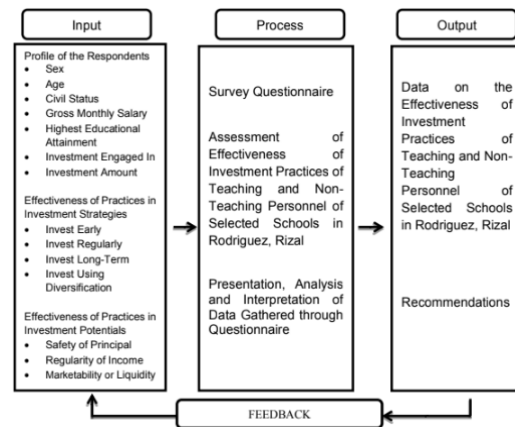 Input
Profile of the Respondents
• Sex
• Age
• Civil Status
• Gross Monthly Salary
• Highest Educational
Attainment
• Investment Engaged In
• Investment Amount
Effectiveness of Practices in
Investment Strategies
• Invest Early
• Invest Regularly
• Invest Long-Term
• Invest Using
Diversification
Effectiveness of Practices in
Investment Potentials
• Safety of Principal
• Regularity of Income
• Marketability or Liquidity
Process
Survey Questionnaire
Assessment of
Effectiveness of
Investment Practices of
Teaching and Non-
Teaching Personnel of
Selected Schools in
Rodriguez, Rizal
Presentation, Analysis
and Interpretation of
Data Gathered through
Questionnaire
Output
Data on the
Effectiveness of
Investment
Practices of
Teaching and Non-
Teaching
Personnel of
Selected Schools
in Rodriguez, Rizal
Recommendations
FEEDBACK